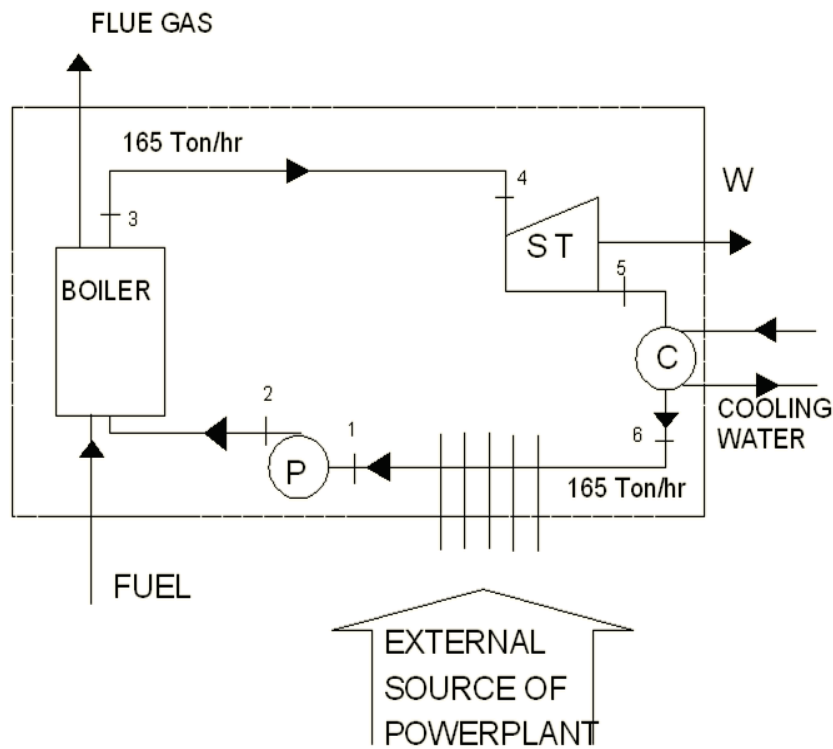 FLUE GAS
165 Ton/hr
3
4
W
S T
5
BOILER
C
COOLING
WATER
2
1
6
P
165 Ton/hr
FUEL
EXTERNAL
SOURCE OF
POWERPLANT